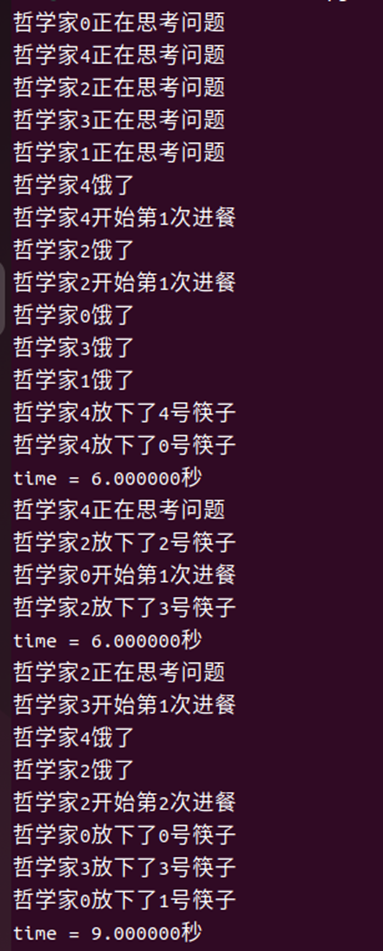 哲学家0正在思考问题
哲学家4正在思考问题
哲学家2正在思考问题
哲学家3正在思考问题
哲学家1正在思考问题
哲学家4饿了
哲学家4开始第1次进餐
哲学家2饿了
哲学家2开始第1次进餐
哲学家0饿了
哲学家3饿了
哲学家1饿了
哲学家4放下了4号筷子
哲学家4放下了0号筷子
time = 6.000000秒
哲学家4正在思考问题
哲学家2放下了2号筷子
哲学家0开始第1次进餐
哲学家2放下了3号筷子
time = 6.000000秒
哲学家2正在思考问题
哲学家3开始第1次进餐
哲学家4饿了
哲学家2饿了
哲学家2开始第2次进餐
哲学家0放下了0号筷子
哲学家3放下了3号筷子
哲学家0放下了1号筷子
time = 9.000000秒